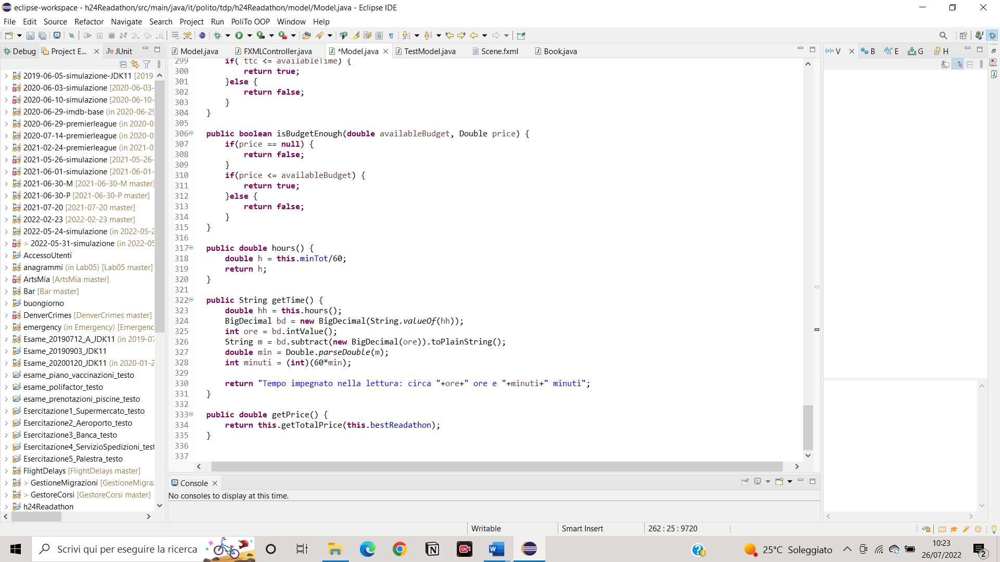 eclipse-workspace - h24Readathon/src/main/java/it/polito/tdp/h24Readathon/model/Model.java - Eclipse IDE
File Edit Source Refactor Navigate Search Project Run PoliTo OOP Window Help
Debug Project E... JUnit
Model.java FXMLController.java *Model.java TestModel.java Scene.fxml Book.java
V B E G H
2019-06-05-simulazione-JDK11 [2019-
2020-06-03-simulazione [2020-06-03-
2020-06-10-simulazione [2020-06-10-
2020-06-29-imdb-base (in 2020-06-29
2020-06-29-premierleague (in 2020-0
2020-07-14-premierleague (in 2020-0
2021-02-24-premierleague (in 2021-0
2021-05-26-simulazione [2021-05-26-
2021-06-01-simulazione [2021-06-01-
2021-06-30-M [2021-06-30-M master]
2021-06-30-P [2021-06-30-P master]
2021-07-20 [2021-07-20 master]
2022-02-23 [2022-02-23 master]
2022-05-24-simulazione (in 2022-05-2
> 2022-05-31-simulazione (in 2022-05
AccessoUtenti
anagrammi (in Lab05) [Lab05 master]
ArtsMia [ArtsMia master]
Bar [Bar master]
buongiorno
DenverCrimes [DenverCrimes master]
emergency (in Emergency) [Emergenc
Esame_20190712_A_JDK11 (in 2019-07
Esame_20190903_JDK11
Esame_20200120_JDK11 (in 2020-01-2
esame_piano_vaccinazioni_testo
esame_polifactor_testo
esame_prenotazioni_piscine_testo
Esercitazione1_Supermercato_testo
Esercitazione2_Aeroporto_testo
Esercitazione3_Banca_testo
Esercitazione4_ServizioSpedizioni_test
Esercitazione5_Palestra_testo
FlightDelays [FlightDelays master]
> GestioneMigrazioni [GestioneMigra
> GestoreCorsi [GestoreCorsi master]
h24Readathon
299 if( ttc <= availableTime) {
300 return true;
301 }else {
302 return false;
303 }
304 }
305
306 public boolean isBudgetEnough(double availableBudget, Double price) {
307 if(price == null) {
308 return false;
309 }
310 if(price <= availableBudget) {
311 return true;
312 }else {
313 return false;
314 }
315 }
316
317 public double hours() {
318 double h = this.minTot/60;
319 return h;
320 }
321
322 public String getTime() {
323 double hh = this.hours();
324 BigDecimal bd = new BigDecimal(String.valueOf(hh));
325 int ore = bd.intValue();
326 String m = bd.subtract(new BigDecimal(ore)).toPlainString();
327 double min = Double.parseDouble(m);
328 int minuti = (int)(60*min);
329
330 return "Tempo impegnato nella lettura: circa "+ore+" ore e "+minuti+" minuti";
331 }
332
333 public double getPrice() {
334 return this.getTotalPrice(this.bestReadathon);
335 }
336
337
Console
No consoles to display at this time.
Writable Smart Insert 262 : 25 : 9720
Scrivi qui per eseguire la ricerca
25°C Soleggiato
10:23
26/07/2022
2